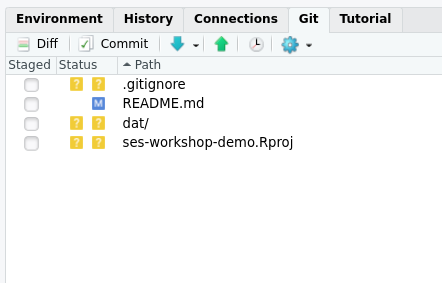 Environment History Connections Git Tutorial
Diff Commit
Staged Status Path
? ? .gitignore
M README.md
? ? dat/
? ? ses-workshop-demo.Rproj